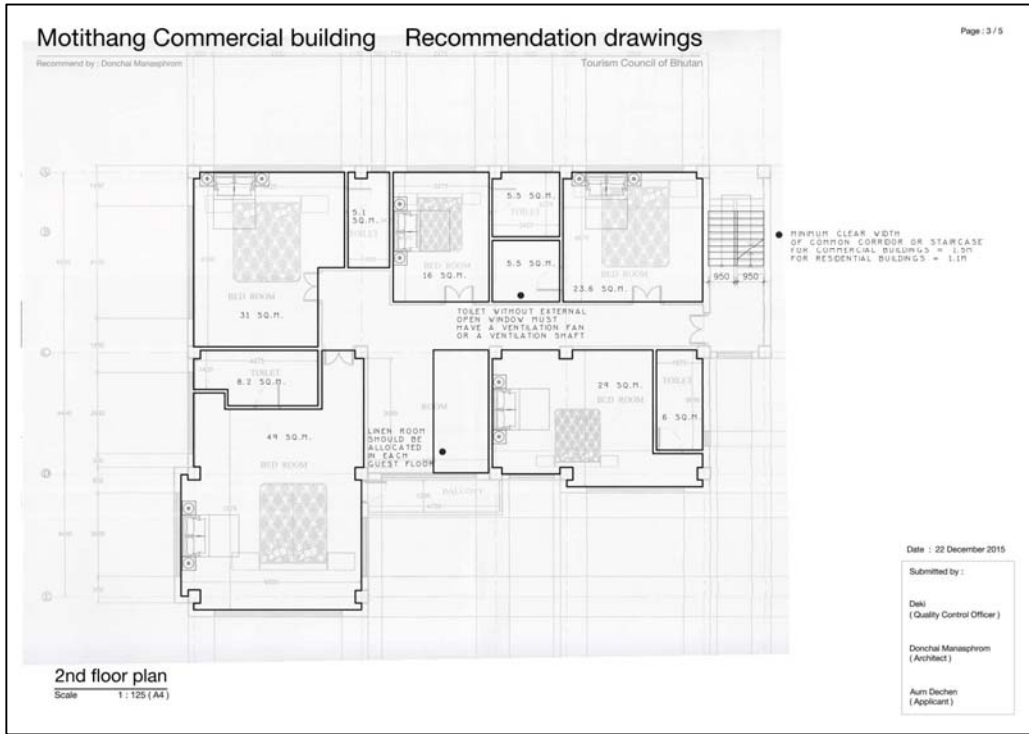 Motithang Commercial building Recommendation drawings
Page : 3 / 5
Recommend by : Donchai Manasphrom
Tourism Council of Bhutan
5.1
SQ.M.
TOILET
BED ROOM
31 SQ.M.
BED ROOM
16 SQ.M.
5.5 SQ.M.
TOILET
5.5 SQ.M.
BED ROOM
23.6 SQ.M.
950
950
MINIMUM CLEAR WIDTH
OF COMMON CORRIDOR OR STAIRCASE
FOR COMMERCIAL BUILDINGS = 1.5M
FOR RESIDENTIAL BUILDINGS = 1.1M
TOILET WITHOUT EXTERNAL
OPEN WINDOW MUST
HAVE A VENTILATION FAN
OR A VENTILATION SHAFT
TOILET
8.2 SQ.M.
49 SQ.M.
BED ROOM
LINEN ROOM
SHOULD BE
ALLOCATED
IN EACH
GUEST FLOOR
ROOM
29 SQ.M.
BED ROOM
TOILET
6 SQ.M.
BALCONY
Date : 22 December 2015
Submitted by :
Deki
( Quality Control Officer )
Donchai Manasphrom
( Architect )
Aum Dechen
( Applicant )
2nd floor plan
Scale 1 : 125 ( A4 )